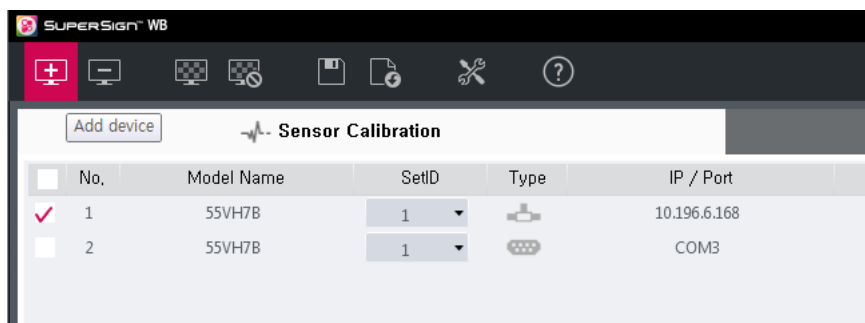 SUPERSIGN™ WB
Add device
Sensor Calibration
No, Model Name SetID Type IP / Port
1 55VH7B 1 10.196.6.168
2 55VH7B 1 COM3